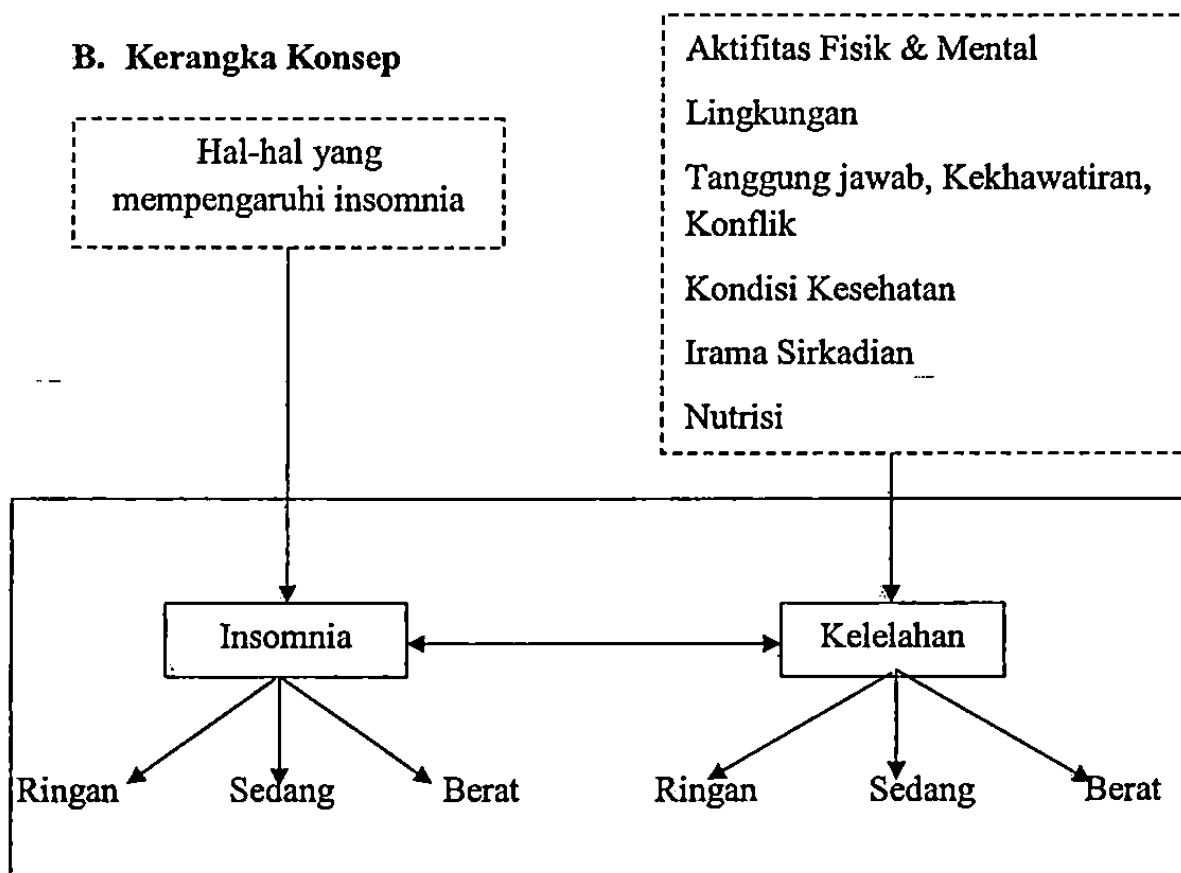 B. Kerangka Konsep
Hal-hal yang
mempengaruhi insomnia
Aktifitas Fisik & Mental
Lingkungan
Tanggung jawab, Kekhawatiran,
Konflik
Kondisi Kesehatan
Irama Sirkadian
Nutrisi
Insomnia
Kelelahan
Ringan
Sedang
Berat
Ringan
Sedang
Berat